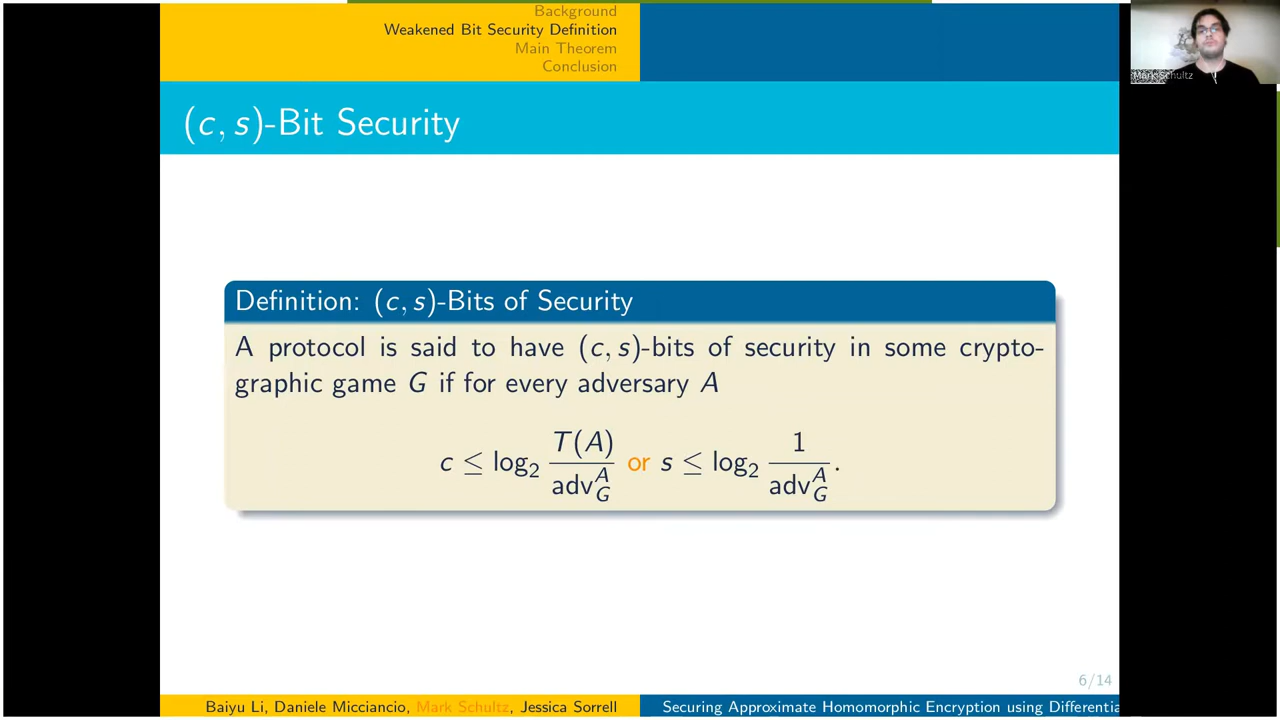 Background
Weakened Bit Security Definition
Main Theorem
Conclusion
Mark Schultz
(c, s)-Bit Security
Definition: (c, s)-Bits of Security
A protocol is said to have (c, s)-bits of security in some crypto-
graphic game G if for every adversary A
c ≤ log₂ T(A)/adv_G^A or s ≤ log₂ 1/adv_G^A.
6/14
Baiyu Li, Daniele Micciancio, Mark Schultz, Jessica Sorrell
Securing Approximate Homomorphic Encryption using Differentia